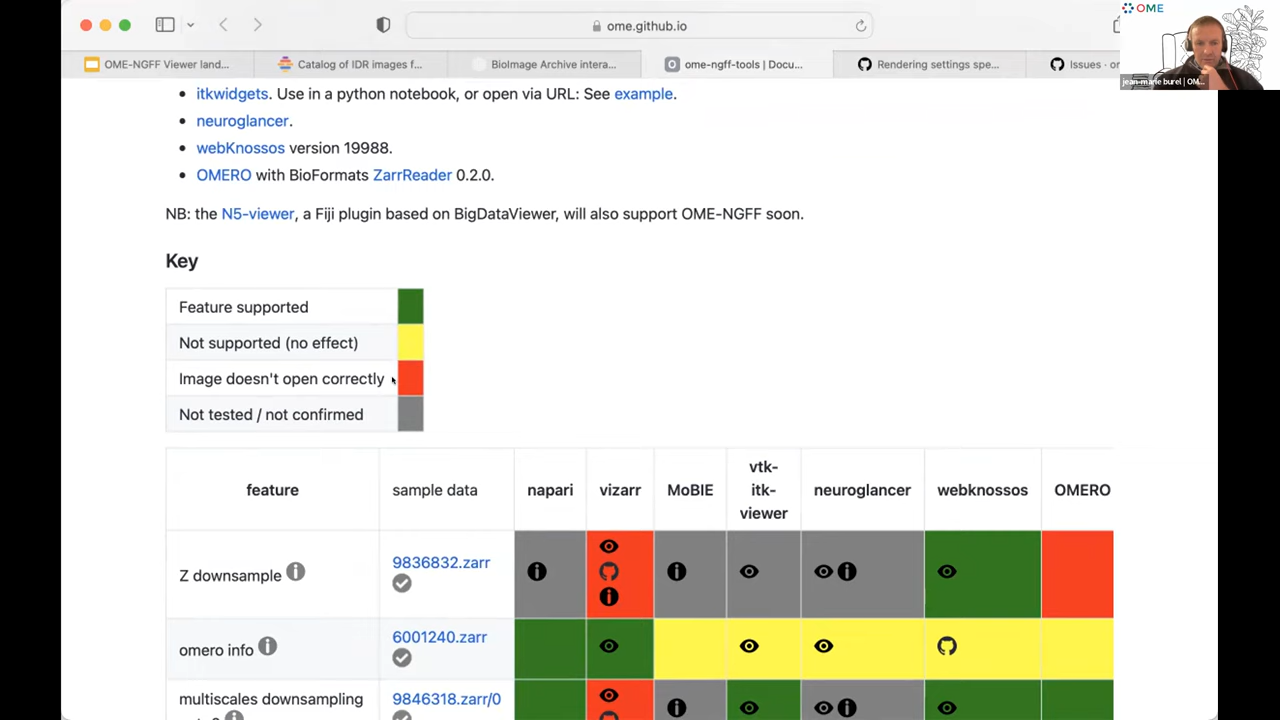 ome.github.io
OME
OME-NGFF Viewer land...
Catalog of IDR images f...
BioImage Archive intera...
ome-ngff-tools | Docu...
Rendering settings spe...
Issues · or
jean-marie burel | OM...
• itkwidgets. Use in a python notebook, or open via URL: See example.
• neuroglancer.
• webKnossos version 19988.
• OMERO with BioFormats ZarrReader 0.2.0.
NB: the N5-viewer, a Fiji plugin based on BigDataViewer, will also support OME-NGFF soon.
Key
Feature supported
Not supported (no effect)
Image doesn't open correctly
Not tested / not confirmed
feature sample data napari vizarr MoBIE vtk-itk-viewer neuroglancer webknossos OMERO
Z downsample 9836832.zarr
omero info 6001240.zarr
multiscales downsampling 9846318.zarr/0